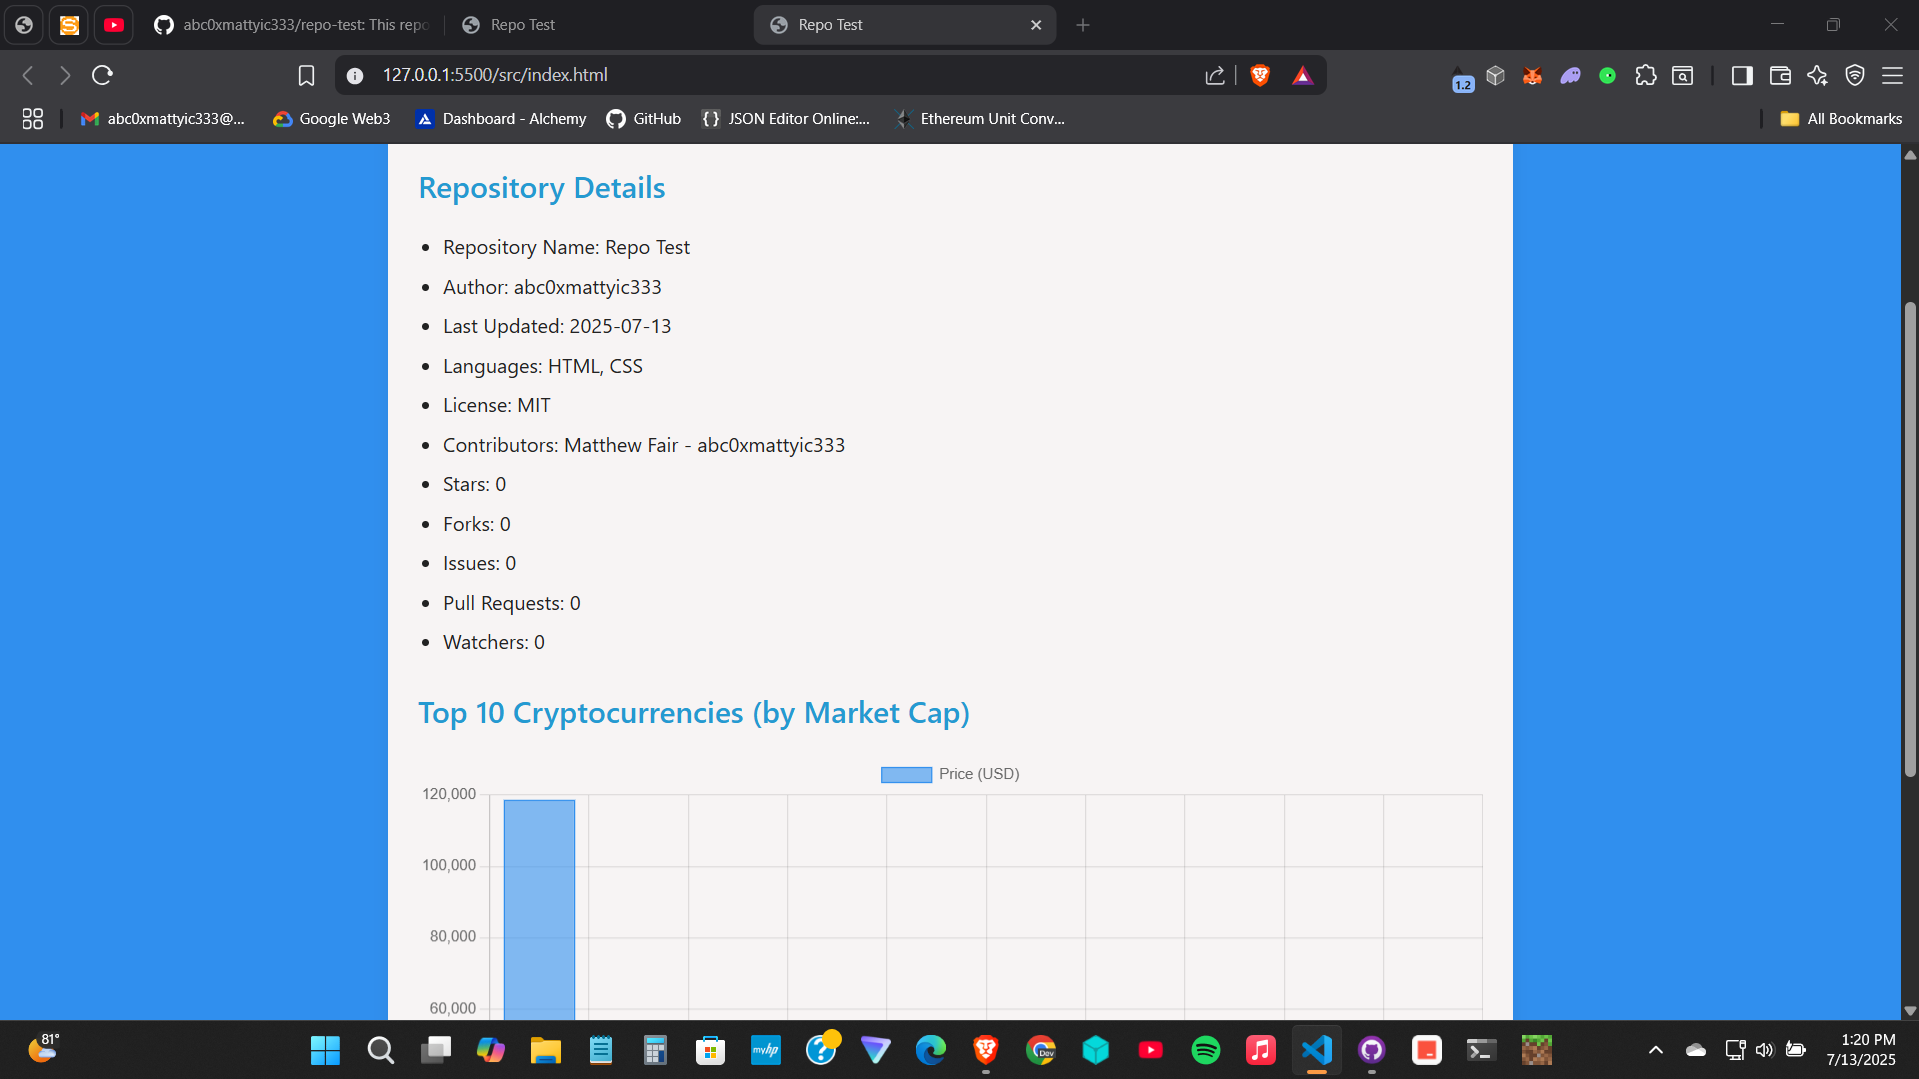 abc0xmattyic333/repo-test: This repo
Repo Test
Repo Test
127.0.0.1:5500/src/index.html
1.2
abc0xmattyic333@...
Google Web3
Dashboard - Alchemy
GitHub
JSON Editor Online:...
Ethereum Unit Conv...
All Bookmarks
Repository Details
Repository Name: Repo Test
Author: abc0xmattyic333
Last Updated: 2025-07-13
Languages: HTML, CSS
License: MIT
Contributors: Matthew Fair - abc0xmattyic333
Stars: 0
Forks: 0
Issues: 0
Pull Requests: 0
Watchers: 0
Top 10 Cryptocurrencies (by Market Cap)
Price (USD)
120,000
100,000
80,000
60,000
81°
myhp
Dev
1:20 PM
7/13/2025